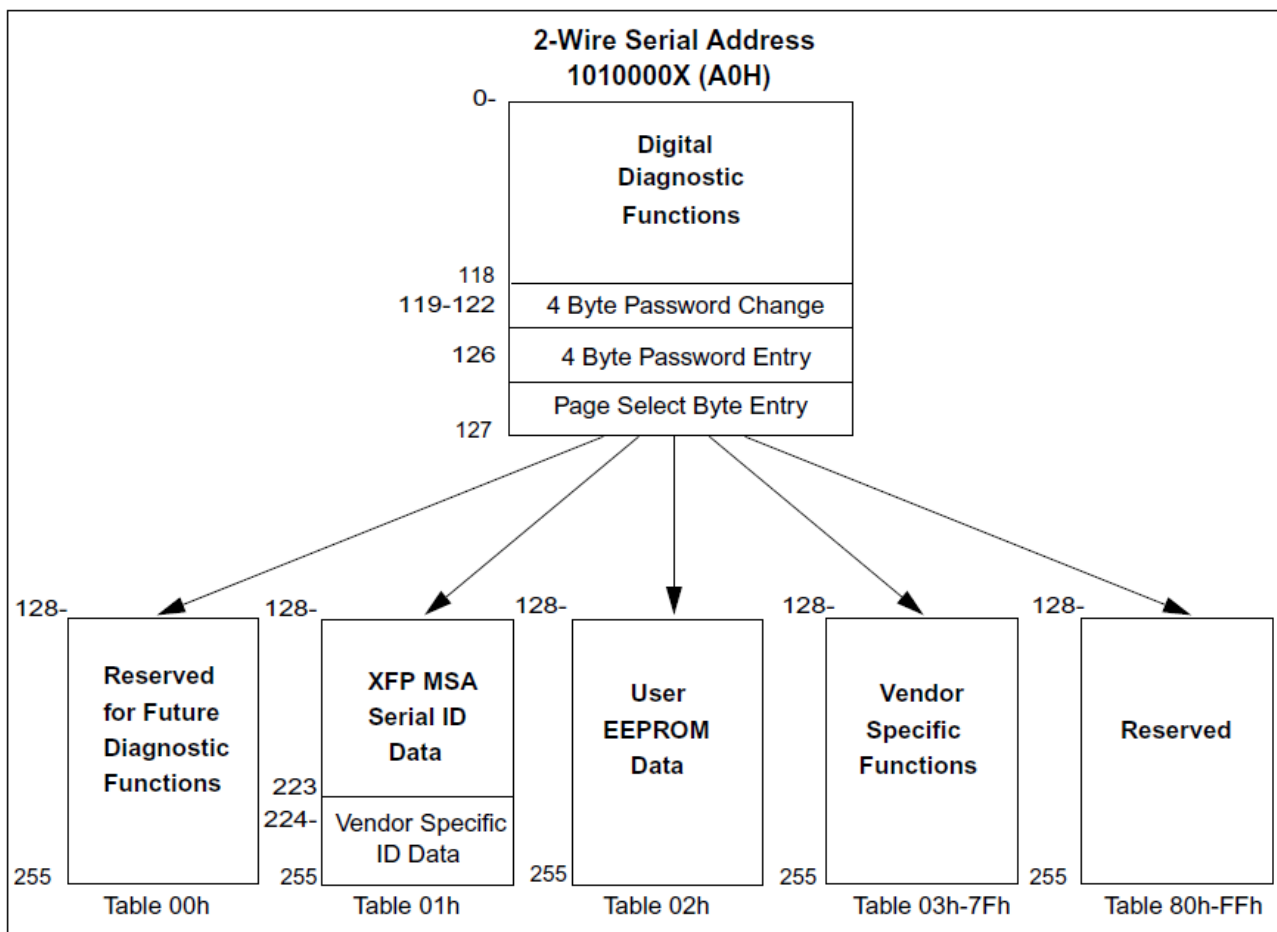 2-Wire Serial Address
1010000X (A0H)
0-
Digital
Diagnostic
Functions
118
119-122
4 Byte Password Change
126
4 Byte Password Entry
Page Select Byte Entry
127
128-
Reserved
for Future
Diagnostic
Functions
255
Table 00h
128-
XFP MSA
Serial ID
Data
223
224-
Vendor Specific
ID Data
255
Table 01h
128-
User
EEPROM
Data
255
Table 02h
128-
Vendor
Specific
Functions
255
Table 03h-7Fh
128-
Reserved
255
Table 80h-FFh